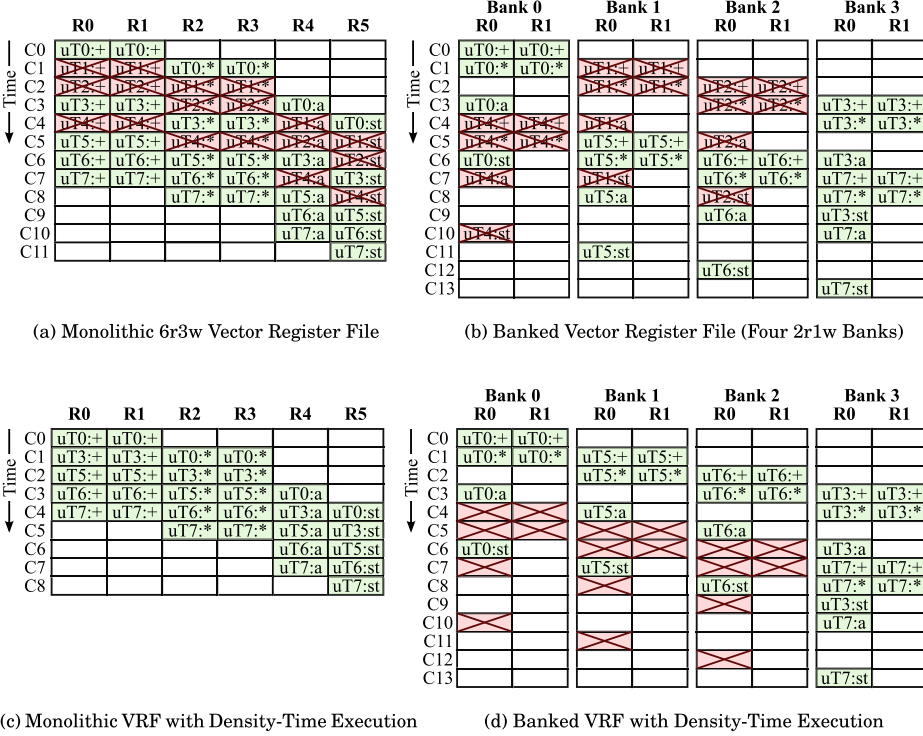 R0 R1 R2 R3 R4 R5
Time
C0 uT0:+ uT0:+
C1 uT1:+ uT1:+ uT0:* uT0:*
C2 uT2:+ uT2:+ uT1:* uT1:*
C3 uT3:+ uT3:+ uT2:* uT2:* uT0:a
C4 uT4:+ uT4:+ uT3:* uT3:* uT1:a uT0:st
C5 uT5:+ uT5:+ uT4:* uT4:* uT2:a uT1:st
C6 uT6:+ uT6:+ uT5:* uT5:* uT3:a uT2:st
C7 uT7:+ uT7:+ uT6:* uT6:* uT4:a uT3:st
C8 uT7:* uT7:* uT5:a uT4:st
C9 uT6:a uT5:st
C10 uT7:a uT6:st
C11 uT7:st
(a) Monolithic 6r3w Vector Register File
Bank 0 Bank 1 Bank 2 Bank 3
R0 R1 R0 R1 R0 R1 R0 R1
Time
C0 uT0:+ uT0:+
C1 uT0:* uT0:* uT1:+ uT1:+
C2 uT1:* uT1:* uT2:+ uT2:+
C3 uT0:a uT2:* uT2:* uT3:+ uT3:+
C4 uT4:+ uT4:+ uT1:a uT3:* uT3:*
C5 uT4:* uT4:* uT5:+ uT5:+ uT2:a
C6 uT0:st uT5:* uT5:* uT6:+ uT6:+ uT3:a
C7 uT4:a uT1:st uT6:* uT6:* uT7:+ uT7:+
C8 uT5:a uT2:st uT7:* uT7:*
C9 uT6:a uT3:st
C10 uT4:st uT7:a
C11 uT5:st
C12 uT6:st
C13 uT7:st
(b) Banked Vector Register File (Four 2r1w Banks)
R0 R1 R2 R3 R4 R5
Time
C0 uT0:+ uT0:+
C1 uT3:+ uT3:+ uT0:* uT0:*
C2 uT5:+ uT5:+ uT3:* uT3:*
C3 uT6:+ uT6:+ uT5:* uT5:* uT0:a
C4 uT7:+ uT7:+ uT6:* uT6:* uT3:a uT0:st
C5 uT7:* uT7:* uT5:a uT3:st
C6 uT6:a uT5:st
C7 uT7:a uT6:st
C8 uT7:st
(c) Monolithic VRF with Density-Time Execution
Bank 0 Bank 1 Bank 2 Bank 3
R0 R1 R0 R1 R0 R1 R0 R1
Time
C0 uT0:+ uT0:+
C1 uT0:* uT0:* uT5:+ uT5:+
C2 uT5:* uT5:* uT6:+ uT6:+
C3 uT0:a uT6:* uT6:* uT3:+ uT3:+
C4 uT5:a uT3:* uT3:*
C5 uT6:a
C6 uT0:st uT3:a
C7 uT5:st uT7:+ uT7:+
C8 uT6:st uT7:* uT7:*
C9 uT3:st
C10 uT7:a
C11
C12
C13 uT7:st
(d) Banked VRF with Density-Time Execution